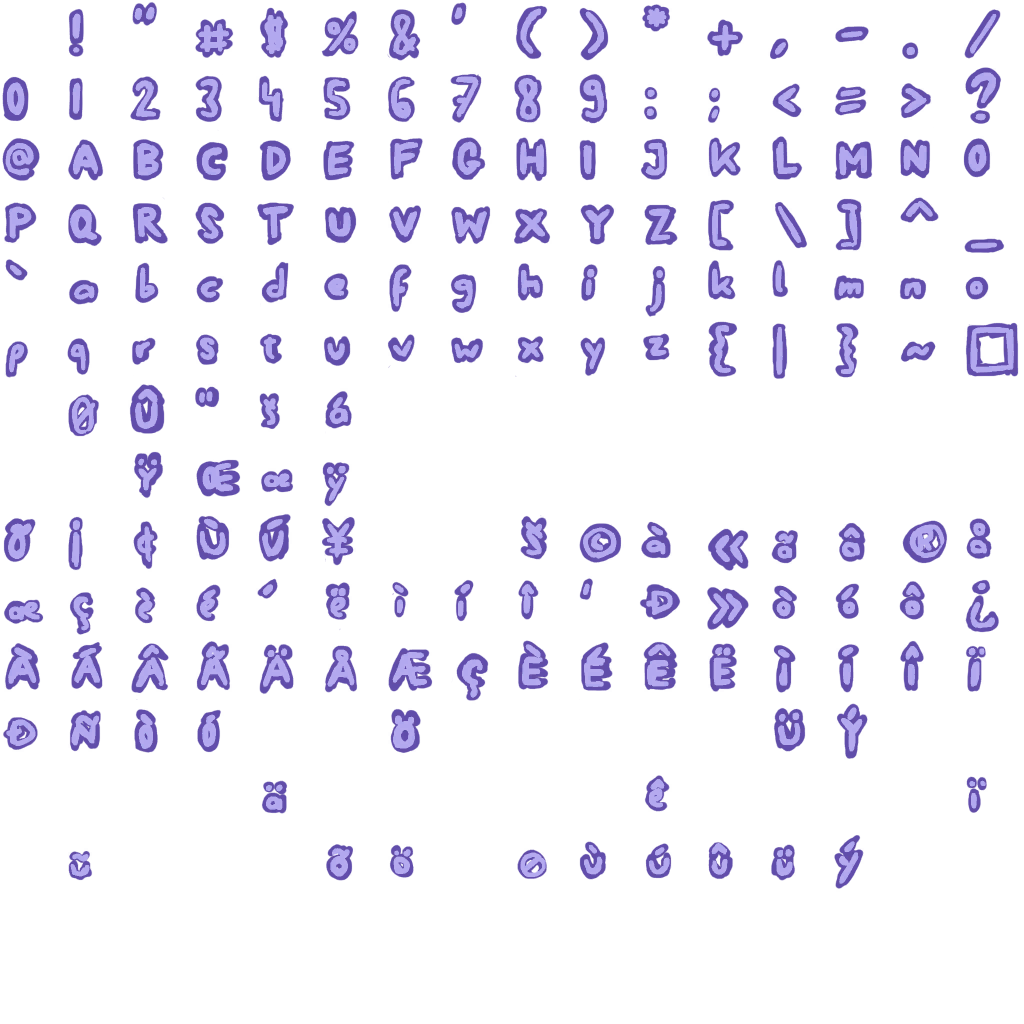 ! " # $ % & ' ( ) * + , - . /
0 1 2 3 4 5 6 7 8 9 : ; < = > ?
@ A B C D E F G H I J K L M N O
P Q R S T U V W X Y Z [ \ ] ^ _
` a b c d e f g h i j k l m n o
p q r s t u v w x y z { | } ~ □
Ø Û ¨ š á
Ÿ Œ œ ÿ
ð ¡ ¢ Ù Ú ¥ Š © à « ã â ® å
æ ç è é ´ ë ì í î ' Ð » ò ó ô ¿
À Á Â Ã Ä Å Æ Ç È É Ê Ë Ì Í Î Ï
Ð Ñ Ò Ó Ö Ü Ý
ä ê ï
õ ö ø ù ú û ü ý